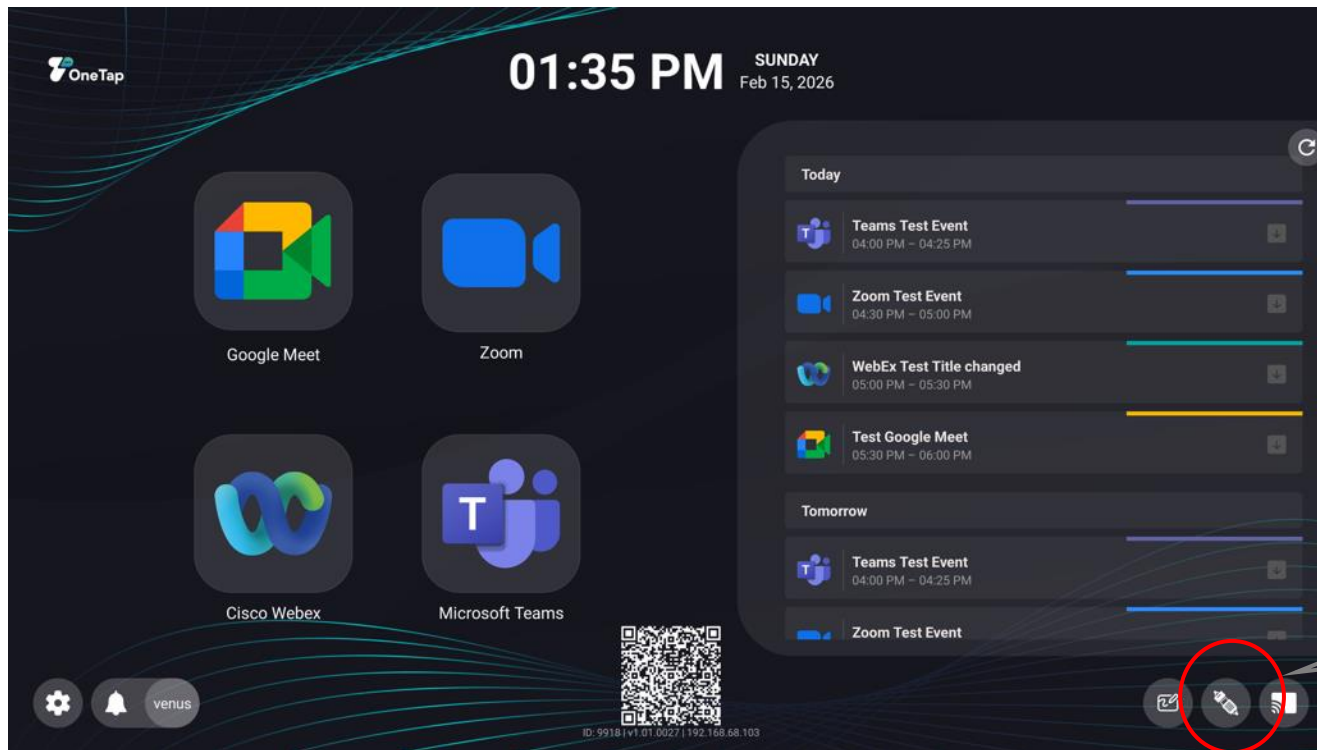 OneTap
01:35 PM
SUNDAY
Feb 15, 2026
Google Meet
Zoom
Cisco Webex
Microsoft Teams
Today
Teams Test Event
04:00 PM – 04:25 PM
Zoom Test Event
04:30 PM – 05:00 PM
WebEx Test Title changed
05:00 PM – 05:30 PM
Test Google Meet
05:30 PM – 06:00 PM
Tomorrow
Teams Test Event
04:00 PM – 04:25 PM
Zoom Test Event
venus
ID: 9918 | v1.01.0027 | 192.168.68.103